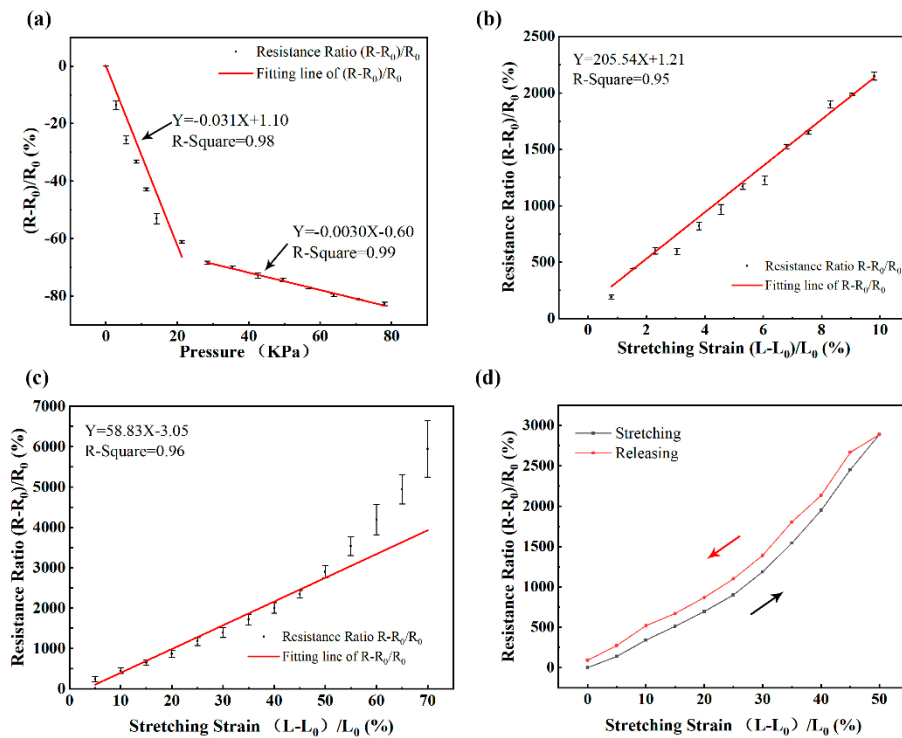 (a)
0
-20
-40
-60
-80
(R-R₀)/R₀ (%)
Resistance Ratio (R-R₀)/R₀
Fitting line of (R-R₀)/R₀
Y=-0.031X+1.10
R-Square=0.98
Y=-0.0030X-0.60
R-Square=0.99
0 20 40 60 80 100
Pressure （KPa）
(b)
2500
2000
1500
1000
500
0
Resistance Ratio (R-R₀)/R₀ (%)
Y=205.54X+1.21
R-Square=0.95
Resistance Ratio R-R₀/R₀
Fitting line of R-R₀/R₀
0 2 4 6 8 10
Stretching Strain (L-L₀)/L₀ (%)
(c)
7000
6000
5000
4000
3000
2000
1000
0
Resistance Ratio (R-R₀)/R₀ (%)
Y=58.83X-3.05
R-Square=0.96
Resistance Ratio R-R₀/R₀
Fitting line of R-R₀/R₀
0 10 20 30 40 50 60 70
Stretching Strain （L-L₀）/L₀ (%)
(d)
3000
2500
2000
1500
1000
500
0
Resistance Ratio (R-R₀)/R₀ (%)
Stretching
Releasing
0 10 20 30 40 50
Stretching Strain （L-L₀）/L₀ (%)